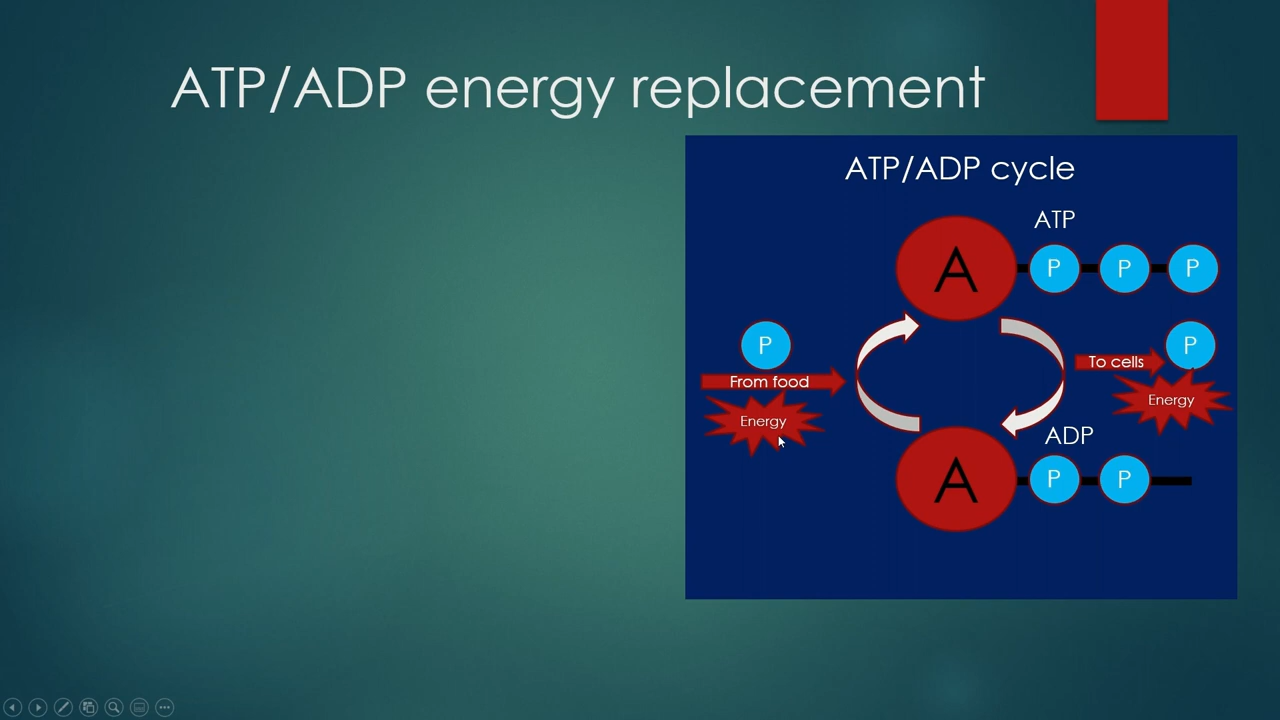 ATP/ADP energy replacement
ATP/ADP cycle
ATP
A
P
P
P
P
From food
Energy
To cells
P
Energy
ADP
A
P
P